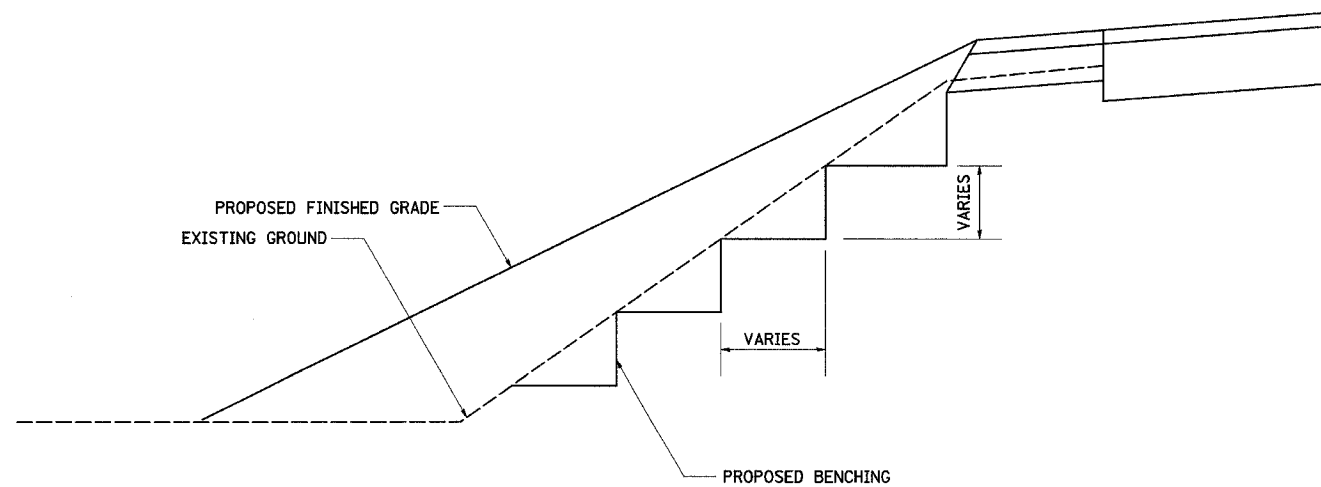 PROPOSED FINISHED GRADE
EXISTING GROUND
VARIES
VARIES
PROPOSED BENCHING